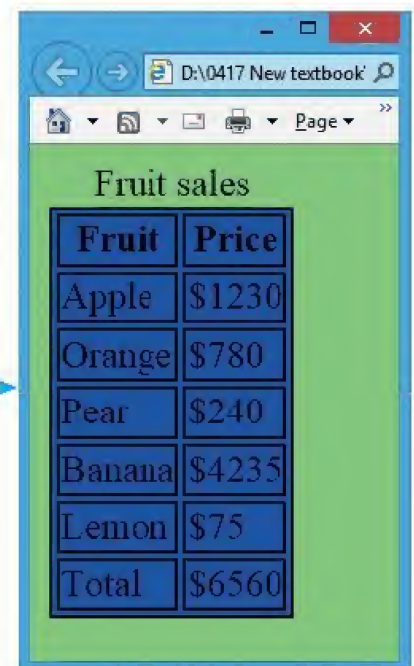 D:\0417 New textbook'
Page
Fruit sales
Fruit Price
Apple $1230
Orange $780
Pear $240
Banana $4235
Lemon $75
Total $6560